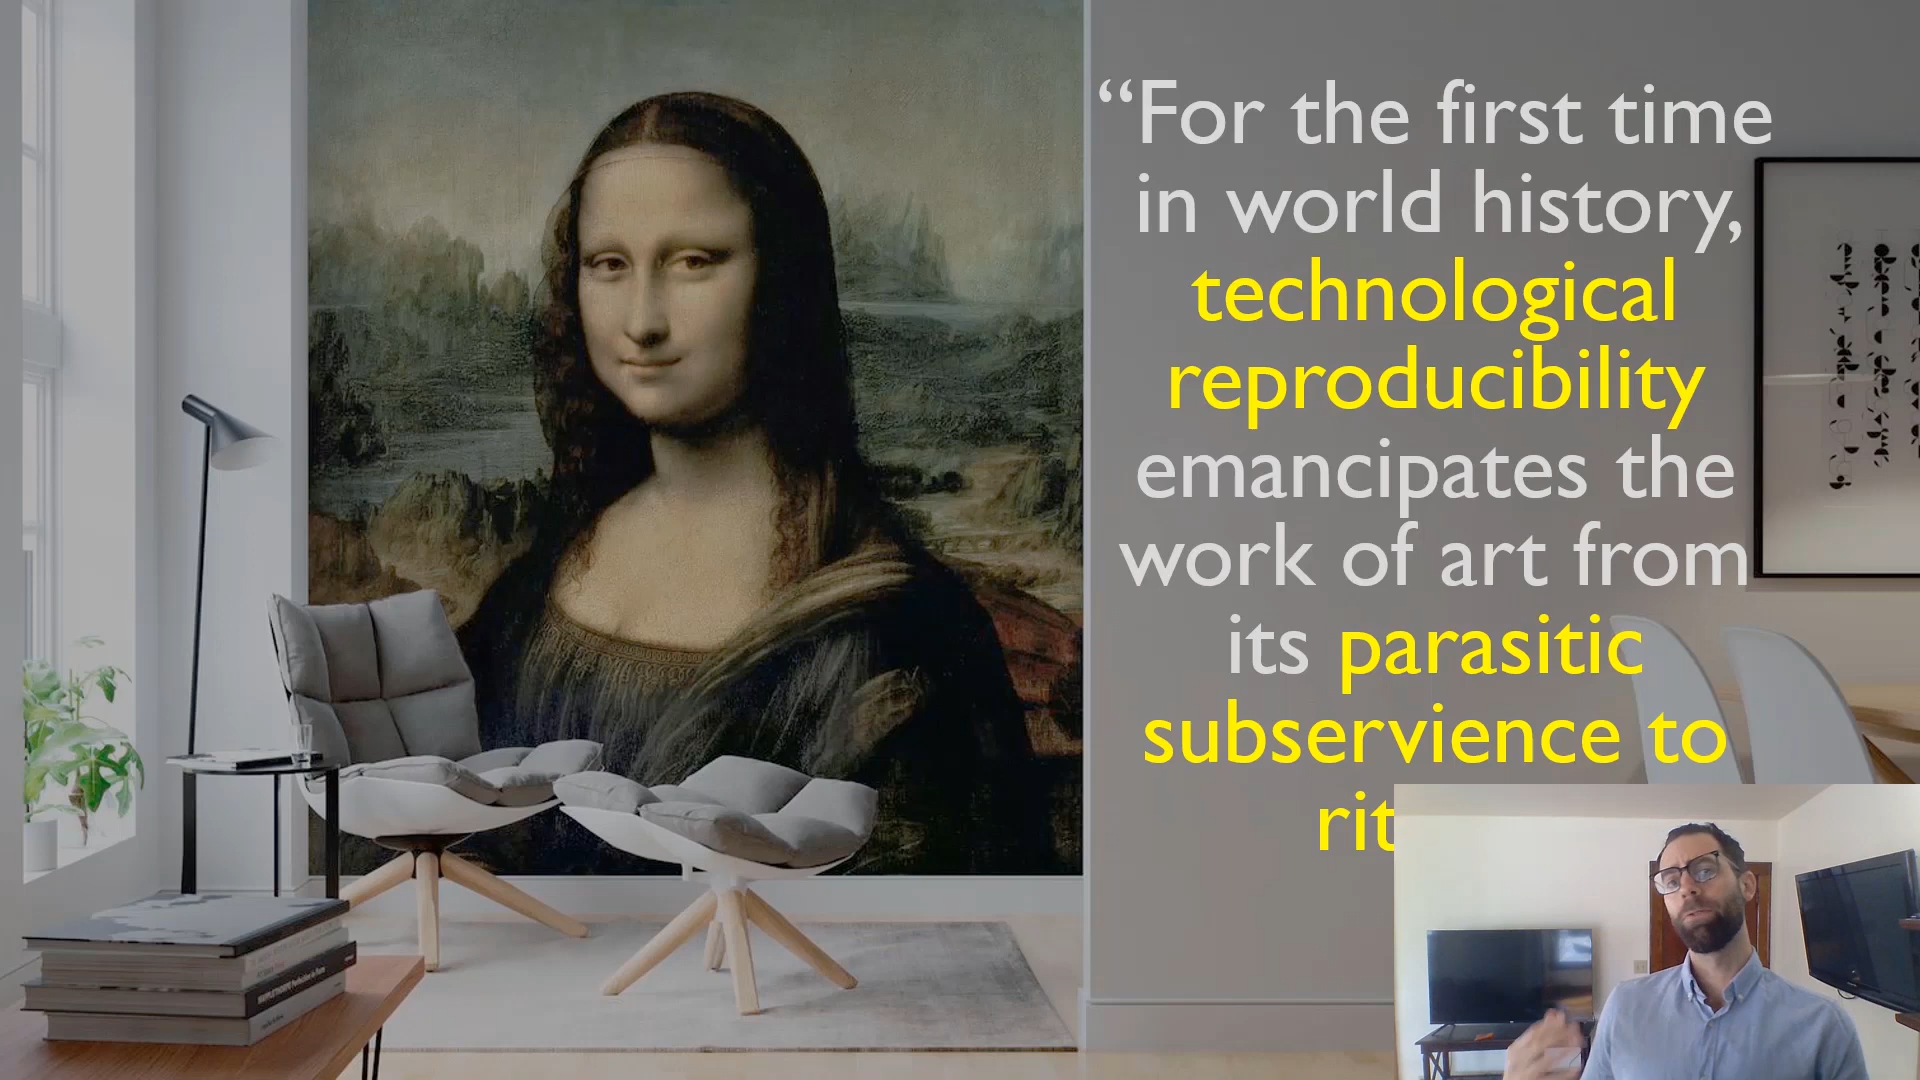 “For the first time
in world history,
technological
reproducibility
emancipates the
work of art from
its parasitic
subservience to
rit